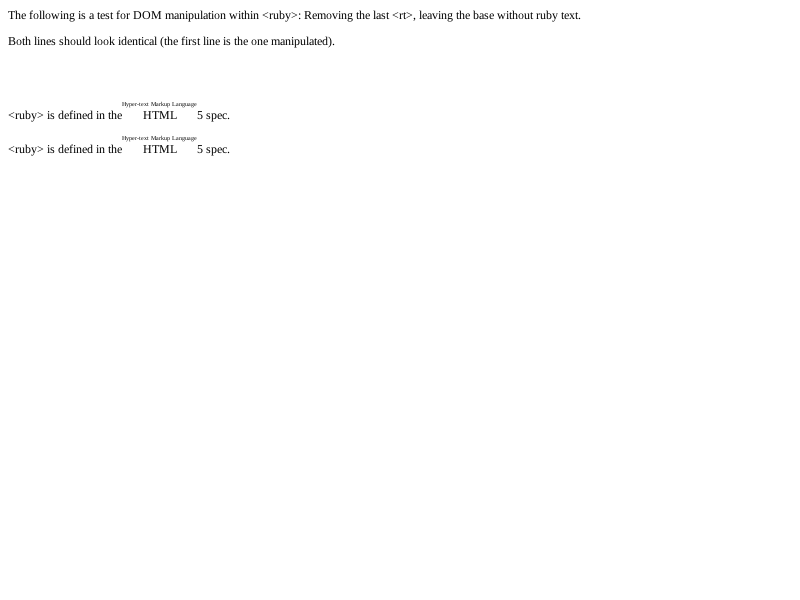 The following is a test for DOM manipulation within <ruby>: Removing the last <rt>, leaving the base without ruby text.
Both lines should look identical (the first line is the one manipulated).
Hyper-text Markup Language
<ruby> is defined in the HTML 5 spec.
Hyper-text Markup Language
<ruby> is defined in the HTML 5 spec.